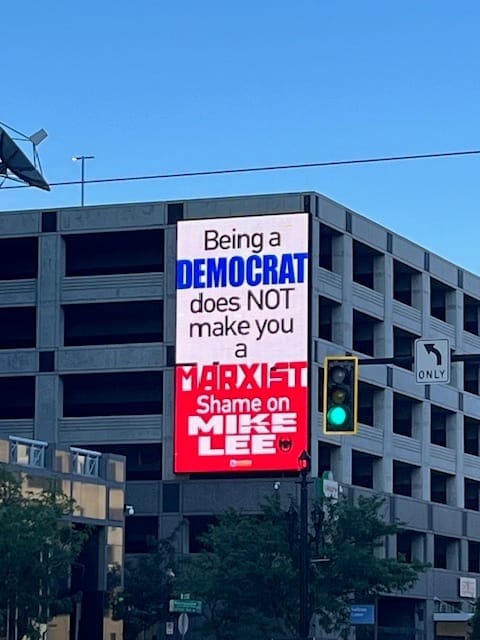 Being a
DEMOCRAT
does NOT
make you
a
MARXIST
Shame on
MIKE
LEE
ONLY